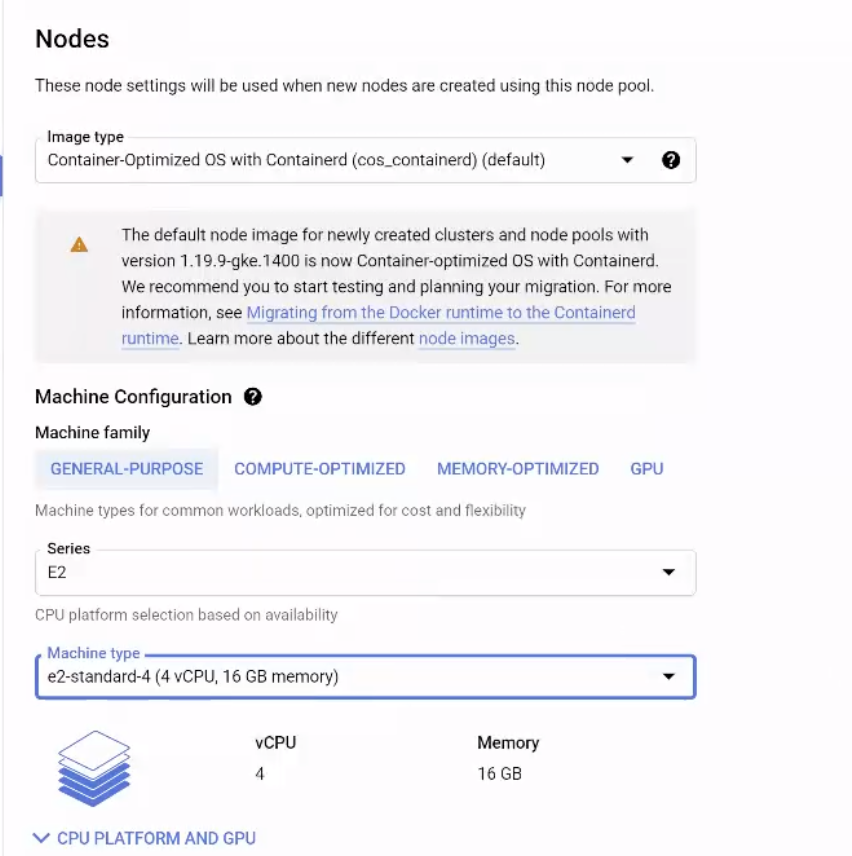 Nodes
These node settings will be used when new nodes are created using this node pool.
Image type
Container-Optimized OS with Containerd (cos_containerd) (default)
The default node image for newly created clusters and node pools with
version 1.19.9-gke.1400 is now Container-optimized OS with Containerd.
We recommend you to start testing and planning your migration. For more
information, see Migrating from the Docker runtime to the Containerd
runtime. Learn more about the different node images.
Machine Configuration
Machine family
GENERAL-PURPOSE COMPUTE-OPTIMIZED MEMORY-OPTIMIZED GPU
Machine types for common workloads, optimized for cost and flexibility
Series
E2
CPU platform selection based on availability
Machine type
e2-standard-4 (4 vCPU, 16 GB memory)
vCPU Memory
4 16 GB
CPU PLATFORM AND GPU